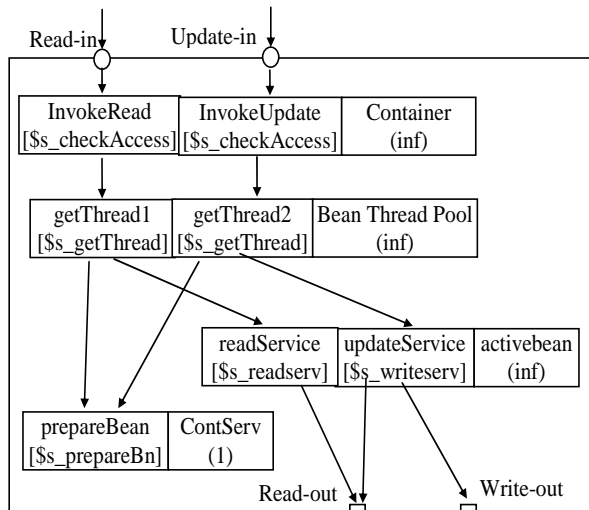 Read-in
Update-in
InvokeRead
[$s_checkAccess]
InvokeUpdate
[$s_checkAccess]
Container
(inf)
getThread1
[$s_getThread]
getThread2
[$s_getThread]
Bean Thread Pool
(inf)
readService
[$s_readserv]
updateService
[$s_writeserv]
activebean
(inf)
prepareBean
[$s_prepareBn]
ContServ
(1)
Read-out
Write-out